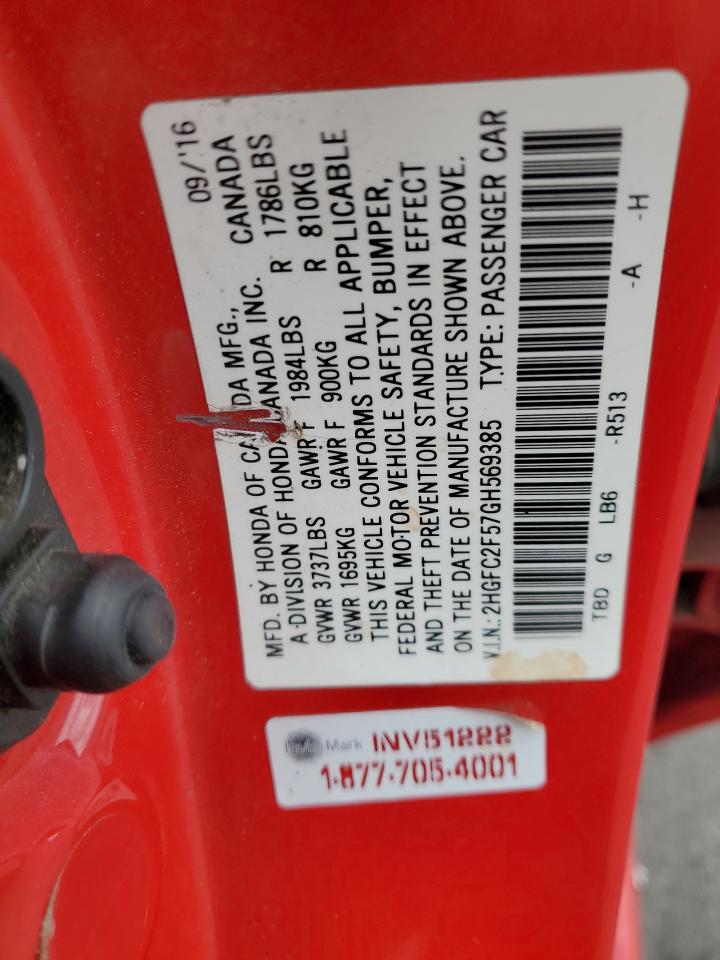 09/'16
MFD. BY HONDA OF CA DA MFG., CANADA
A DIVISION OF HONDA CANADA INC.
GVWR 3737LBS GAWR F 1984LBS R 1786LBS
GVWR 1695KG GAWR F 900KG R 810KG
THIS VEHICLE CONFORMS TO ALL APPLICABLE
FEDERAL MOTOR VEHICLE SAFETY, BUMPER,
AND THEFT PREVENTION STANDARDS IN EFFECT
ON THE DATE OF MANUFACTURE SHOWN ABOVE.
V.I.N.: 2HGFC2F57GH569385 TYPE: PASSENGER CAR
TBD G LB6 -R513 -A -H
Mark INV51222
1-877-705-4001